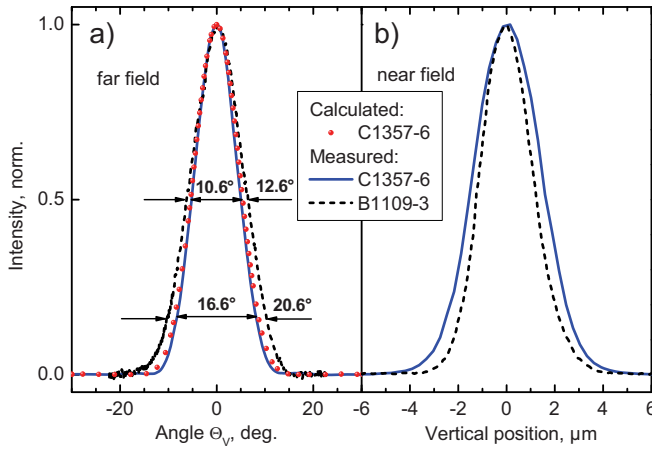 a)
b)
far field
near field
Calculated:
C1357-6
Measured:
C1357-6
B1109-3
10.6°
12.6°
16.6°
20.6°
Intensity, norm.
1.0
0.5
0.0
-20
0
20
-6
-4
-2
0
2
4
6
Angle ΘV, deg.
Vertical position, µm